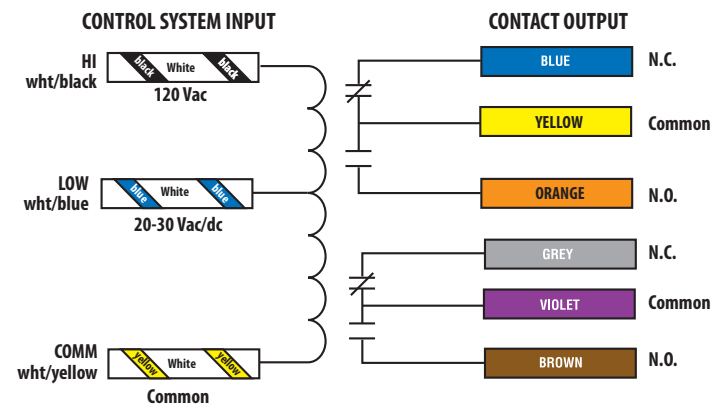 CONTROL SYSTEM INPUT
CONTACT OUTPUT
HI
wht/black
black White black
120 Vac
LOW
wht/blue
blue White blue
20-30 Vac/dc
COMM
wht/yellow
yellow White yellow
Common
BLUE N.C.
YELLOW Common
ORANGE N.O.
GREY N.C.
VIOLET Common
BROWN N.O.